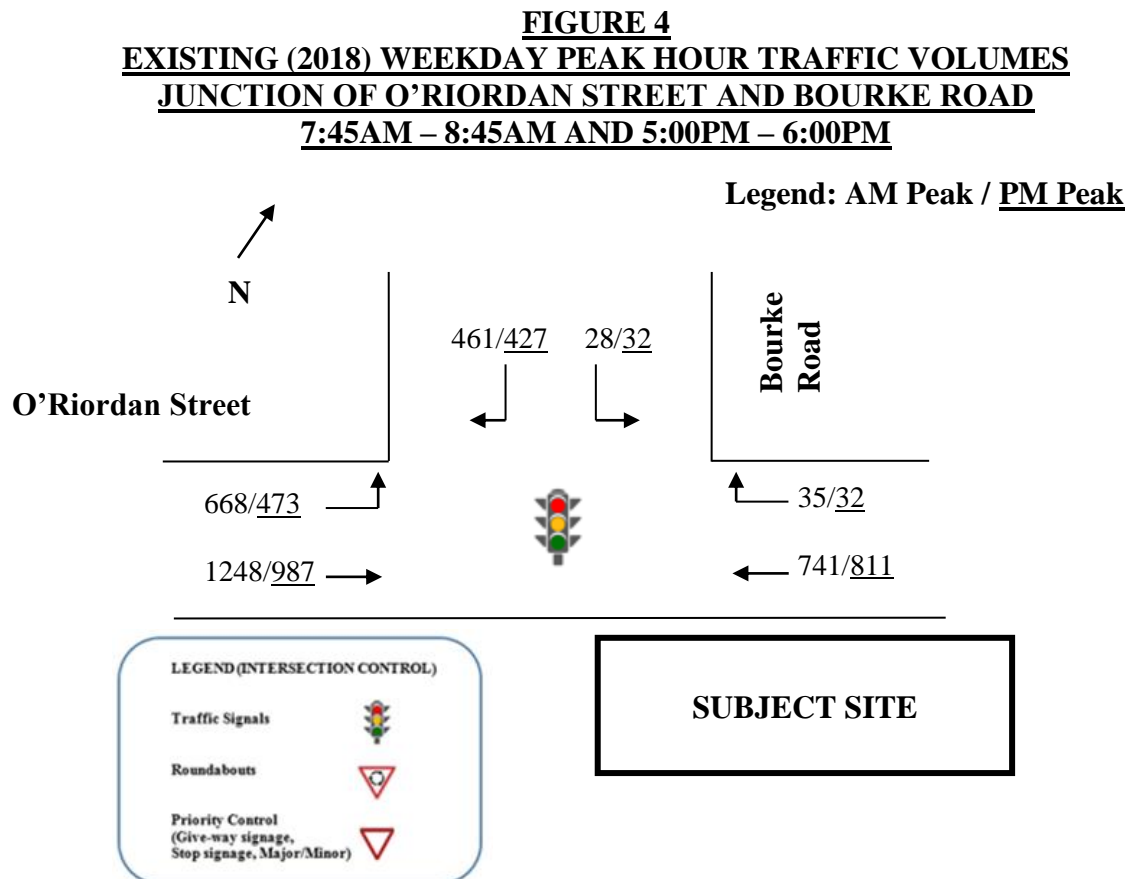 FIGURE 4
EXISTING (2018) WEEKDAY PEAK HOUR TRAFFIC VOLUMES
JUNCTION OF O’RIORDAN STREET AND BOURKE ROAD
7:45AM – 8:45AM AND 5:00PM – 6:00PM
Legend: AM Peak / PM Peak
N
461/427
28/32
Bourke
Road
O’Riordan Street
668/473
35/32
1248/987
741/811
LEGEND (INTERSECTION CONTROL)
Traffic Signals
Roundabouts
Priority Control
(Give-way signage,
Stop signage, Major/Minor)
SUBJECT SITE